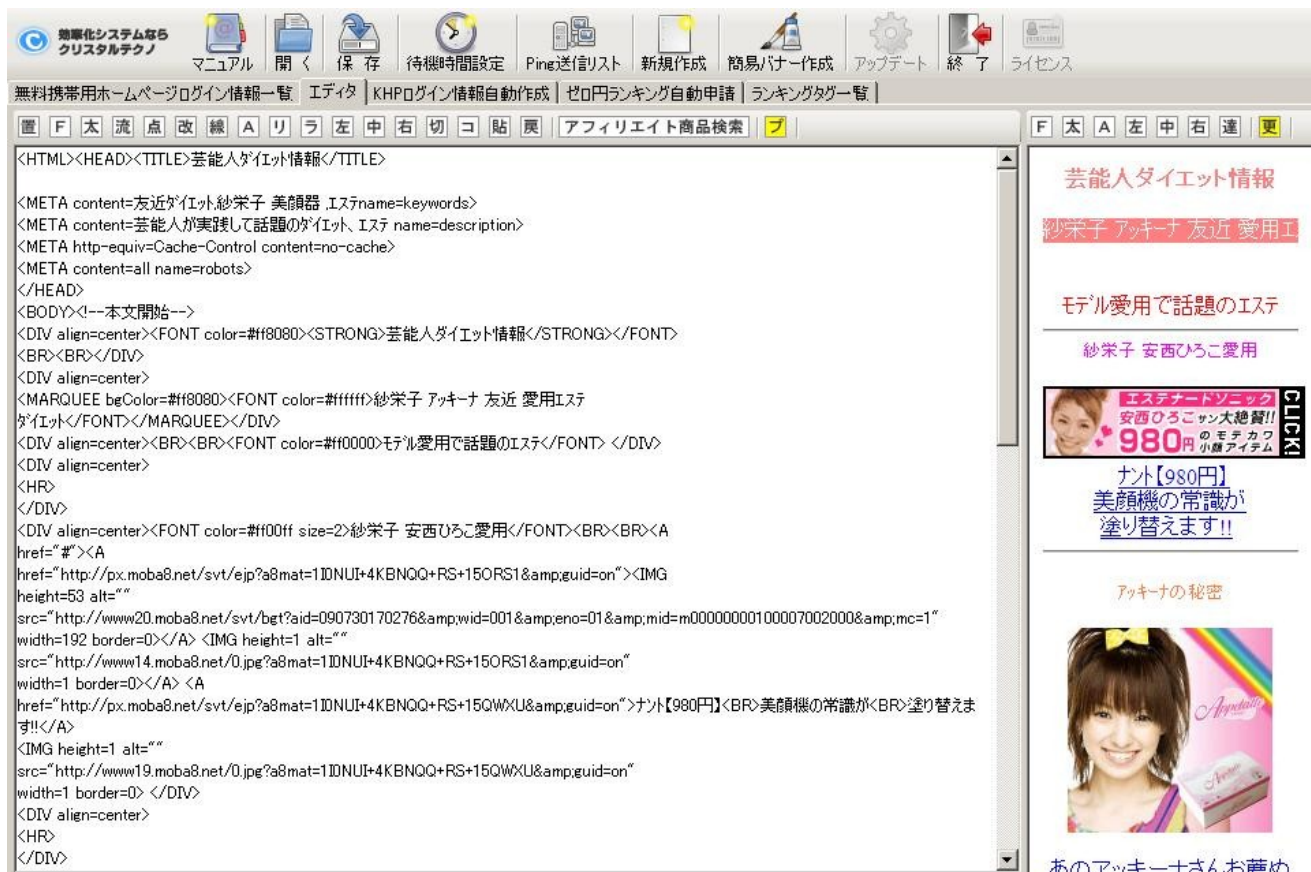 効率化システムなら
クリスタルテクノ
マニュアル
開く
保存
待機時間設定
Ping送信リスト
新規作成
簡易バナー作成
アップデート
終了
ライセンス
無料携帯用ホームページログイン情報一覧 エディタ KHPログイン情報自動作成 ゼロ円ランキング自動申請 ランキングタグ一覧
置 F 太 流 点 改 線 A リ ラ 左 中 右 切 コ 貼 戻 アフィリエイト商品検索 プ
F 太 A 左 中 右 達 更
<HTML><HEAD><TITLE>芸能人ﾀﾞｲｴｯﾄ情報</TITLE>
<META content=友近ﾀﾞｲｴｯﾄ,紗栄子 美顔器 ,ｴｽﾃname=keywords>
<META content=芸能人が実践して話題のﾀﾞｲｴｯﾄ、ｴｽﾃ name=description>
<META http-equiv=Cache-Control content=no-cache>
<META content=all name=robots>
</HEAD>
<BODY><!--本文開始-->
<DIV align=center><FONT color=#ff8080><STRONG>芸能人ダイエット情報</STRONG></FONT>
<BR><BR></DIV>
<DIV align=center>
<MARQUEE bgColor=#ff8080><FONT color=#ffffff>紗栄子 ｱｯｷｰﾅ 友近 愛用ｴｽﾃ
ﾀﾞｲｴｯﾄ</FONT></MARQUEE></DIV>
<DIV align=center><BR><BR><FONT color=#ff0000>ﾓﾃﾞﾙ愛用で話題のｴｽﾃ</FONT> </DIV>
<DIV align=center>
<HR>
</DIV>
<DIV align=center><FONT color=#ff00ff size=2>紗栄子 安西ひろこ愛用</FONT><BR><BR><A
href="#"><A
href="http://px.moba8.net/svt/ejp?a8mat=1IDNUI+4KBNQQ+RS+15ORS1&amp;guid=on"><IMG
height=53 alt=""
src="http://www20.moba8.net/svt/bgt?aid=090730170276&amp;wid=001&amp;eno=01&amp;mid=m00000000100007002000&amp;mc=1"
width=192 border=0></A> <IMG height=1 alt=""
src="http://www14.moba8.net/0.jpg?a8mat=1IDNUI+4KBNQQ+RS+15ORS1&amp;guid=on"
width=1 border=0></A> <A
href="http://px.moba8.net/svt/ejp?a8mat=1IDNUI+4KBNQQ+RS+15QWXU&amp;guid=on">ﾅﾝﾄ【980円】<BR>美顔機の常識が<BR>塗り替えま
す!!</A>
<IMG height=1 alt=""
src="http://www19.moba8.net/0.jpg?a8mat=1IDNUI+4KBNQQ+RS+15QWXU&amp;guid=on"
width=1 border=0> </DIV>
<DIV align=center>
<HR>
</DIV>
芸能人ダイエット情報
紗栄子 ｱｯｷｰﾅ 友近 愛用ｴ
ﾓﾃﾞﾙ愛用で話題のｴｽﾃ
紗栄子 安西ひろこ愛用
エステナードソニック
安西ひろこサン大絶賛!!
980円のモテカワ
小顔アイテム
CLICK!
ﾅﾝﾄ【980円】
美顔機の常識が
塗り替えます!!
ｱｯｷｰﾅの秘密
あのアッキーナさんお薦め